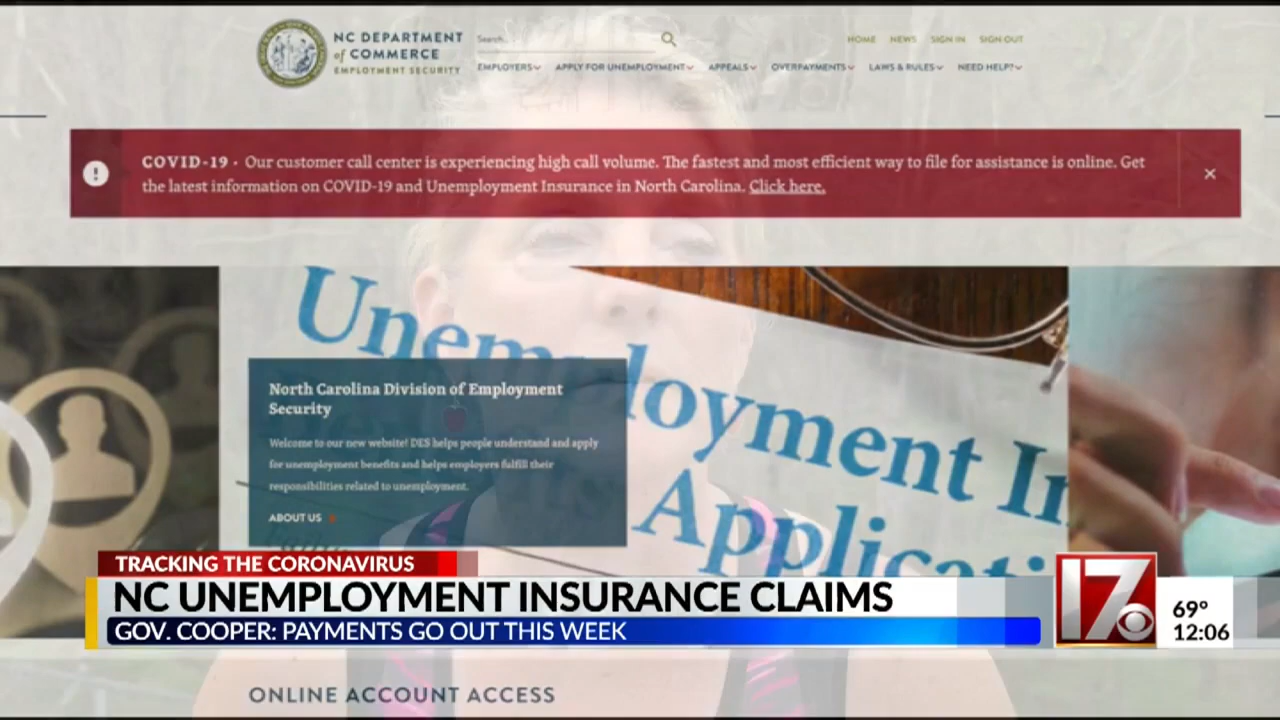 NC DEPARTMENT
of COMMERCE
EMPLOYMENT SECURITY
Search...
HOME NEWS SIGN IN SIGN OUT
EMPLOYERS APPLY FOR UNEMPLOYMENT APPEALS OVERPAYMENTS LAWS & RULES NEED HELP?
COVID-19 • Our customer call center is experiencing high call volume. The fastest and most efficient way to file for assistance is online. Get
the latest information on COVID-19 and Unemployment Insurance in North Carolina. Click here.
Unemployment In
Applicati
North Carolina Division of Employment
Security
Welcome to our new website! DES helps people understand and apply
for unemployment benefits and helps employers fulfill their
responsibilities related to unemployment.
ABOUT US
TRACKING THE CORONAVIRUS
NC UNEMPLOYMENT INSURANCE CLAIMS
GOV. COOPER: PAYMENTS GO OUT THIS WEEK
17
69°
12:06
ONLINE ACCOUNT ACCESS